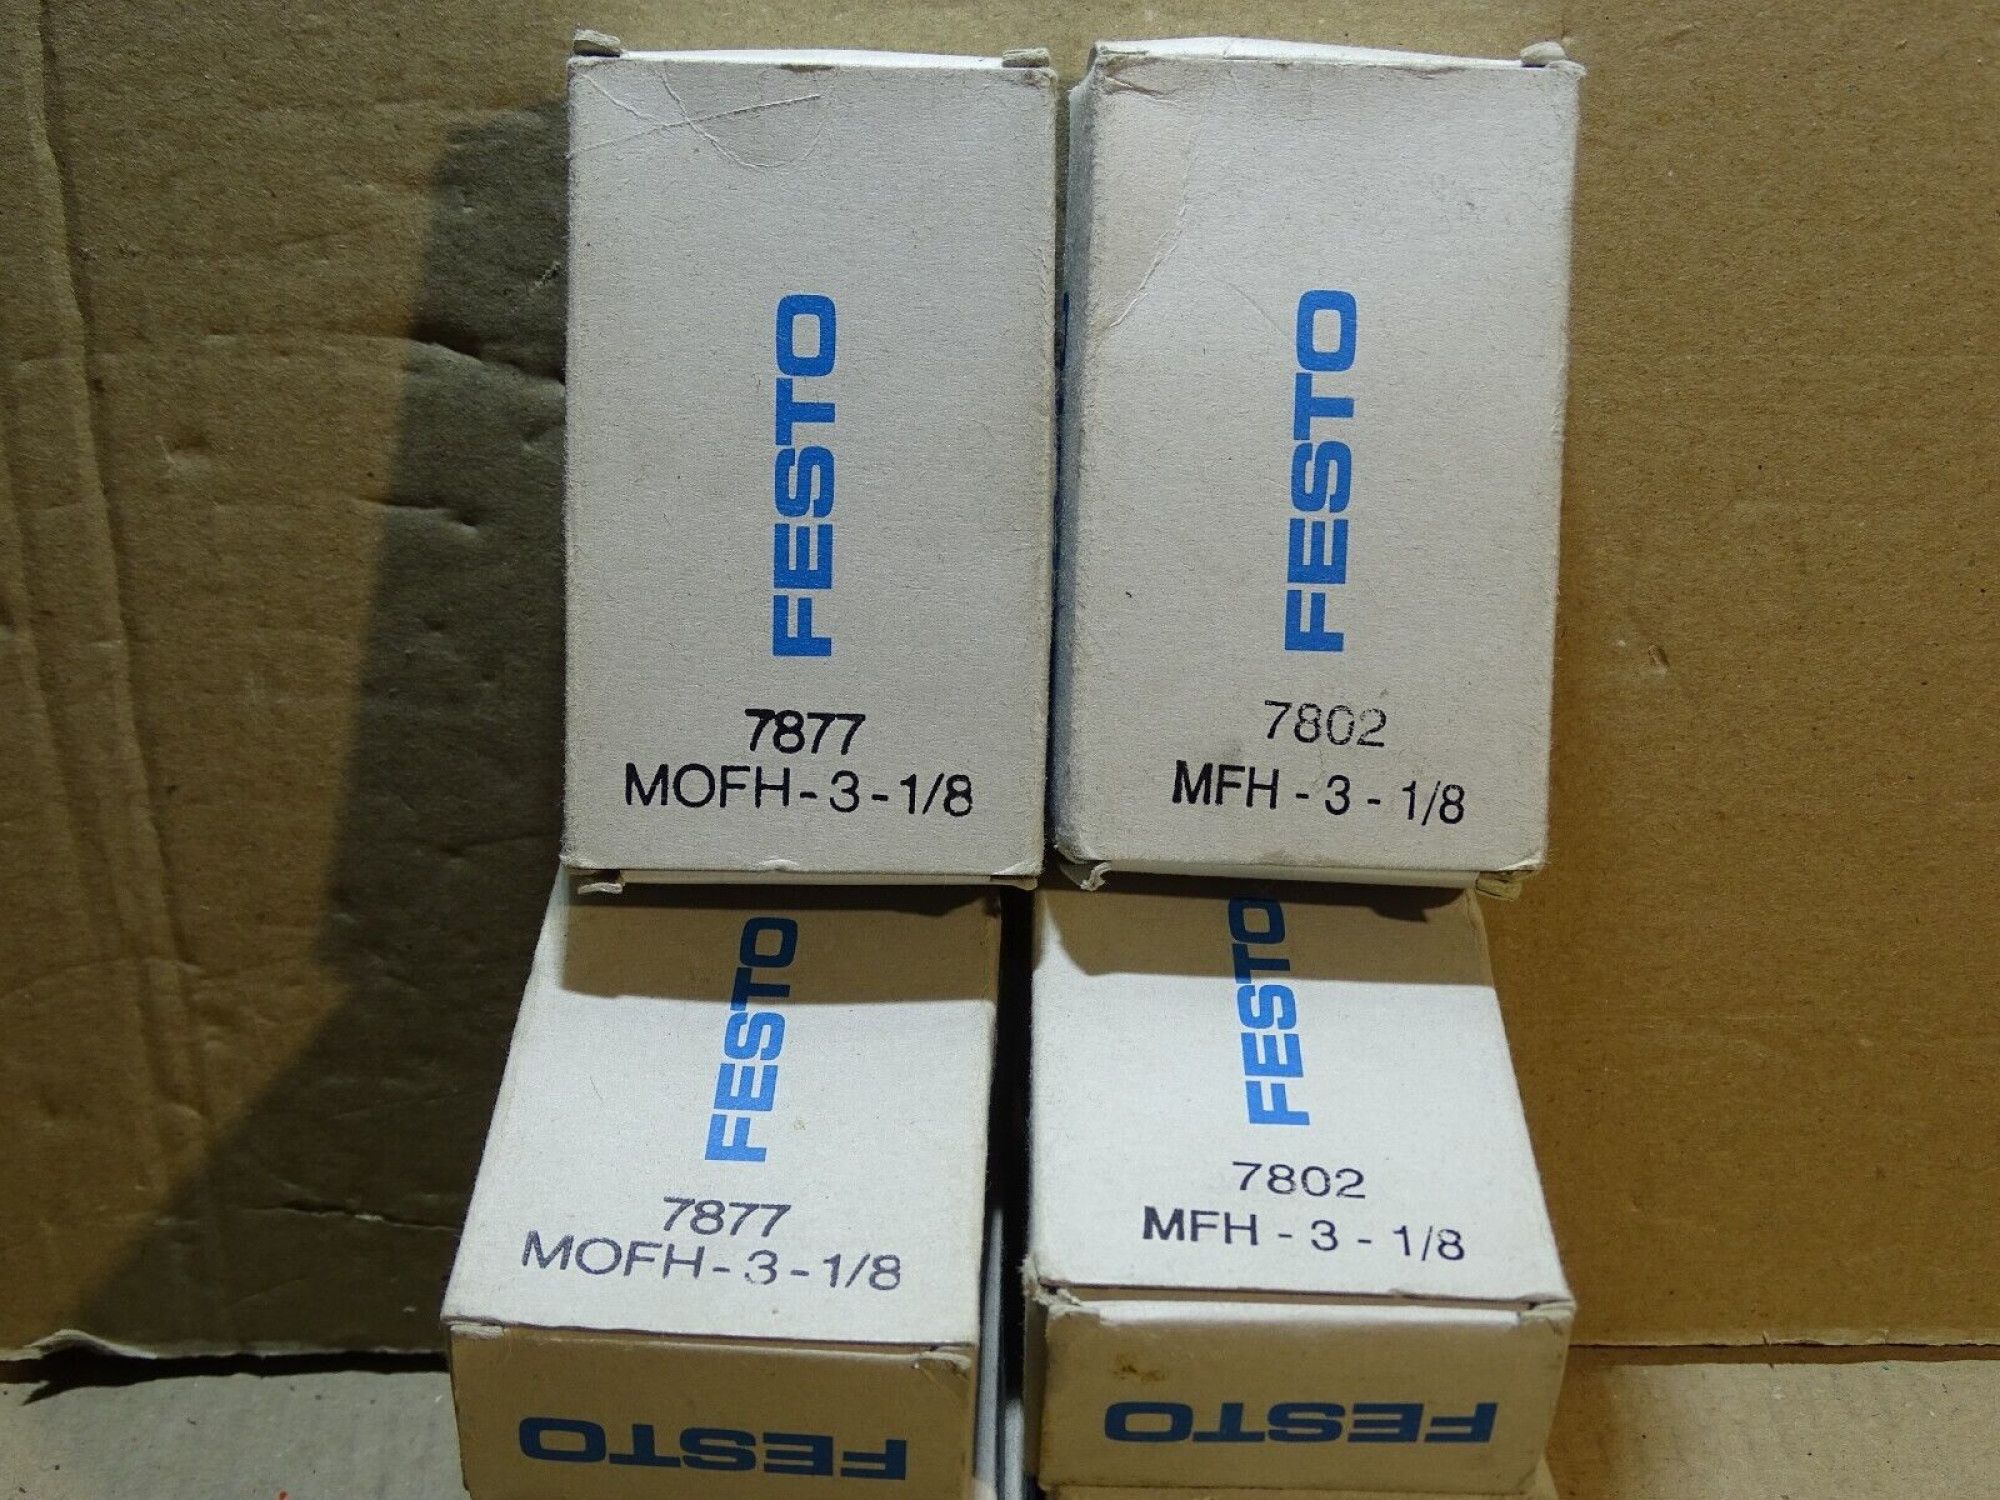 FESTO
7877
MOFH-3-1/8
FESTO
7802
MFH - 3 - 1/8
FESTO
7877
MOFH-3-1/8
FESTO
FESTO
7802
MFH - 3 - 1/8
FESTO